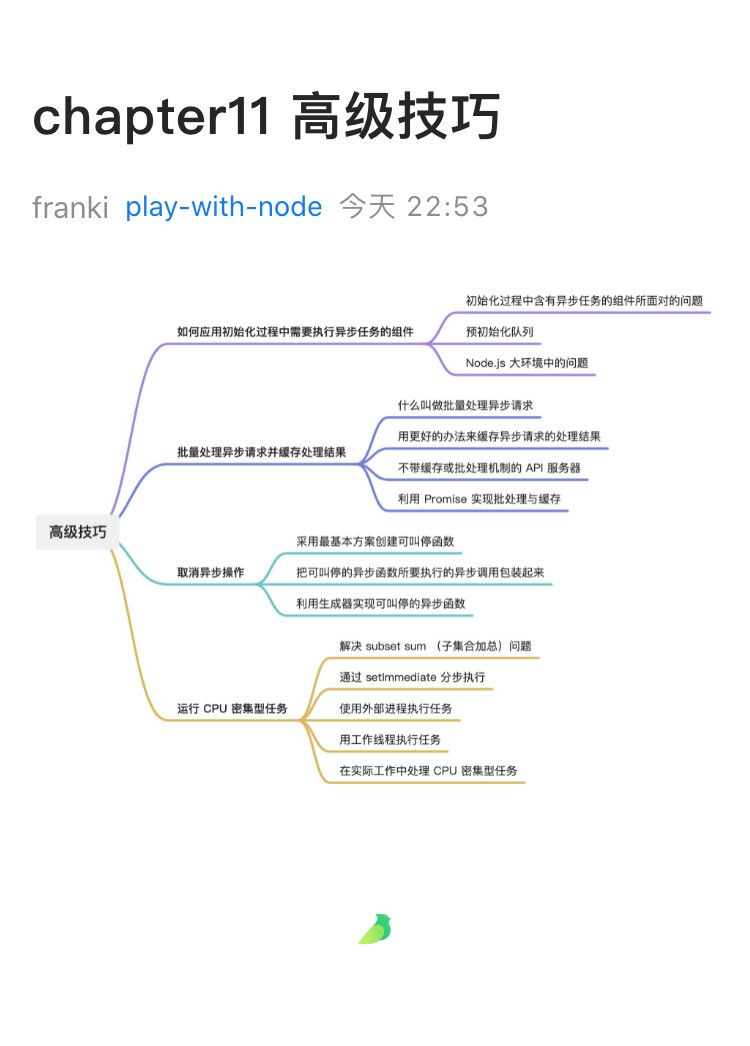 chapter11 高级技巧
franki play-with-node 今天 22:53
初始化过程中含有异步任务的组件所面对的问题
如何应用初始化过程中需要执行异步任务的组件
预初始化队列
Node.js 大环境中的问题
什么叫做批量处理异步请求
用更好的办法来缓存异步请求的处理结果
批量处理异步请求并缓存处理结果
不带缓存或批处理机制的 API 服务器
利用 Promise 实现批处理与缓存
高级技巧
采用最基本方案创建可叫停函数
取消异步操作
把可叫停的异步函数所要执行的异步调用包装起来
利用生成器实现可叫停的异步函数
解决 subset sum （子集合加总）问题
通过 setImmediate 分步执行
运行 CPU 密集型任务
使用外部进程执行任务
用工作线程执行任务
在实际工作中处理 CPU 密集型任务